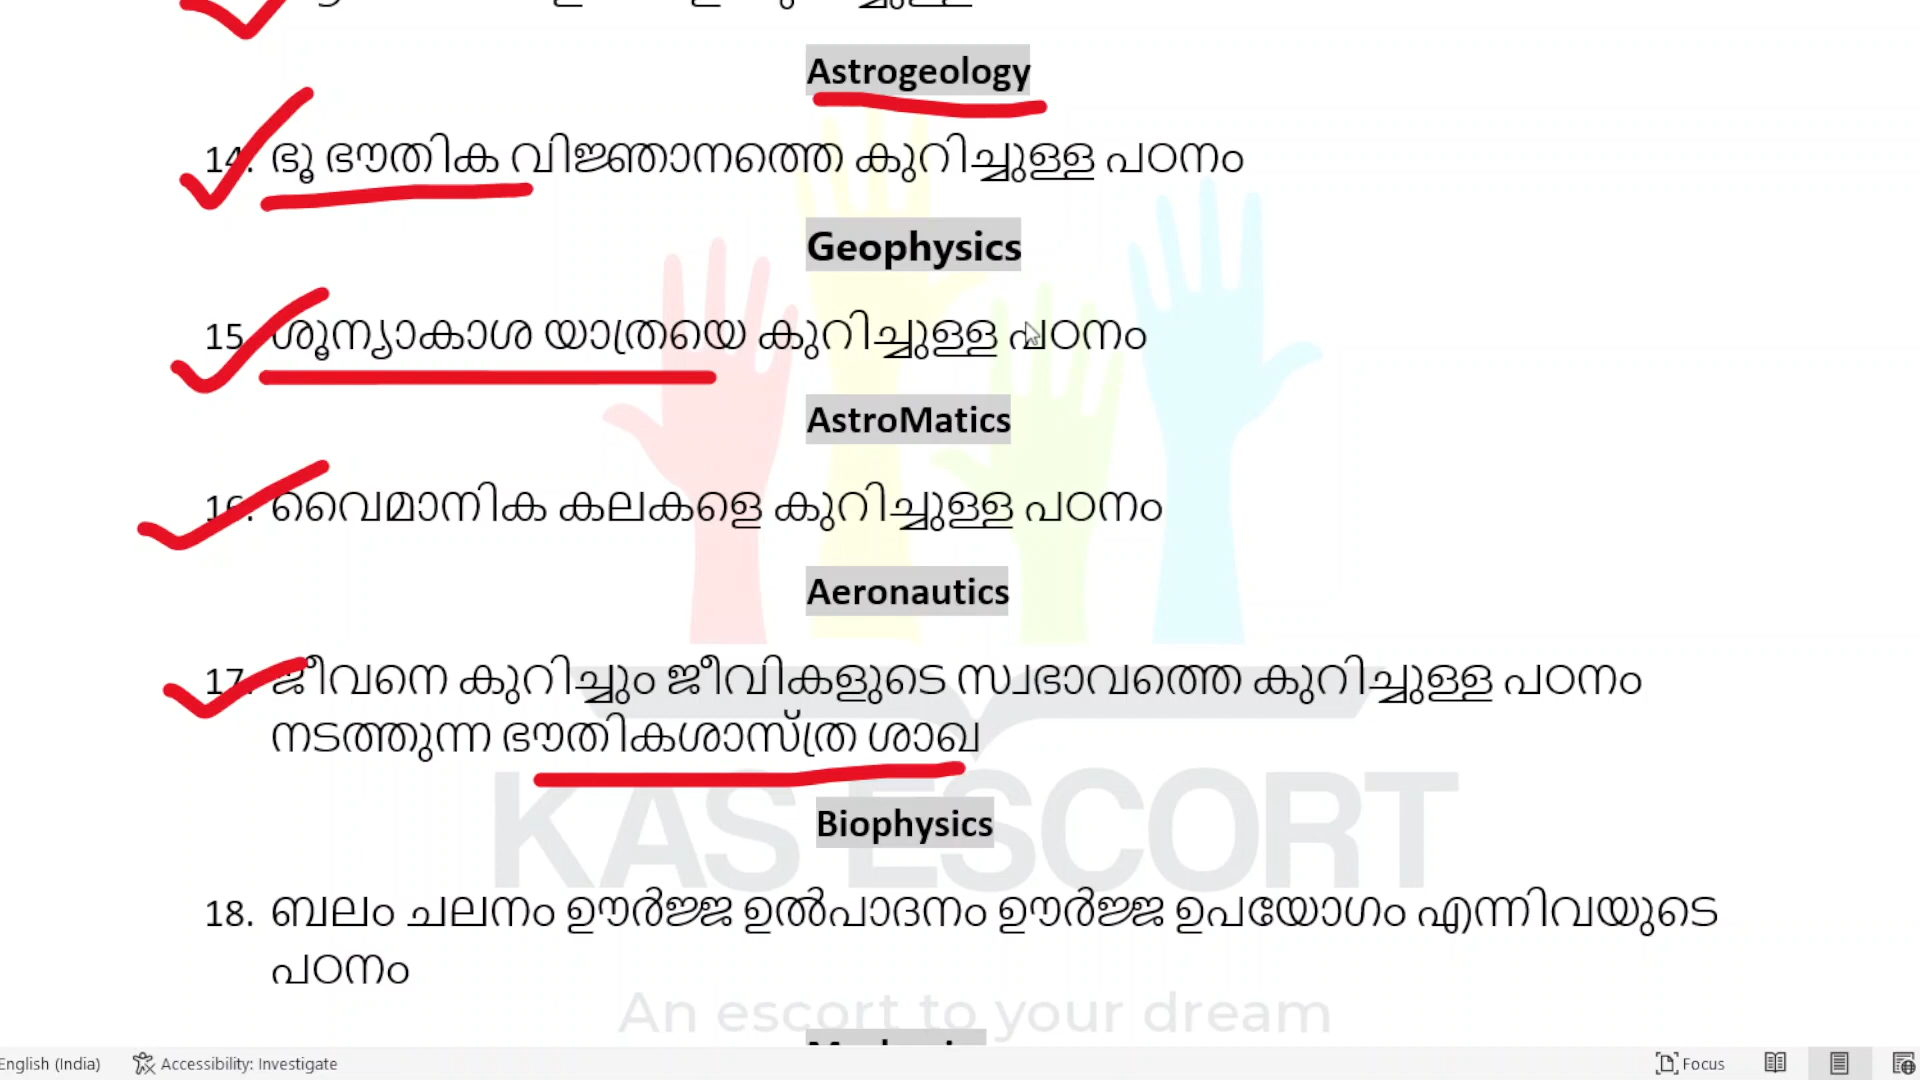 Astrogeology
14. ഭൂ ഭൗതിക വിജ്ഞാനത്തെ കുറിച്ചുള്ള പഠനം
Geophysics
15. ശൂന്യാകാശ യാത്രയെ കുറിച്ചുള്ള പഠനം
AstroMatics
16. വൈമാനിക കലകളെ കുറിച്ചുള്ള പഠനം
Aeronautics
17. ജീവനെ കുറിച്ചും ജീവികളുടെ സ്വഭാവത്തെ കുറിച്ചുള്ള പഠനം
നടത്തുന്ന ഭൗതികശാസ്ത്ര ശാഖ
KAS ESCORT
Biophysics
18. ബലം ചലനം ഊർജ്ജ ഉൽപാദനം ഊർജ്ജ ഉപയോഗം എന്നിവയുടെ
പഠനം
An escort to your dream
English (India) Accessibility: Investigate Focus